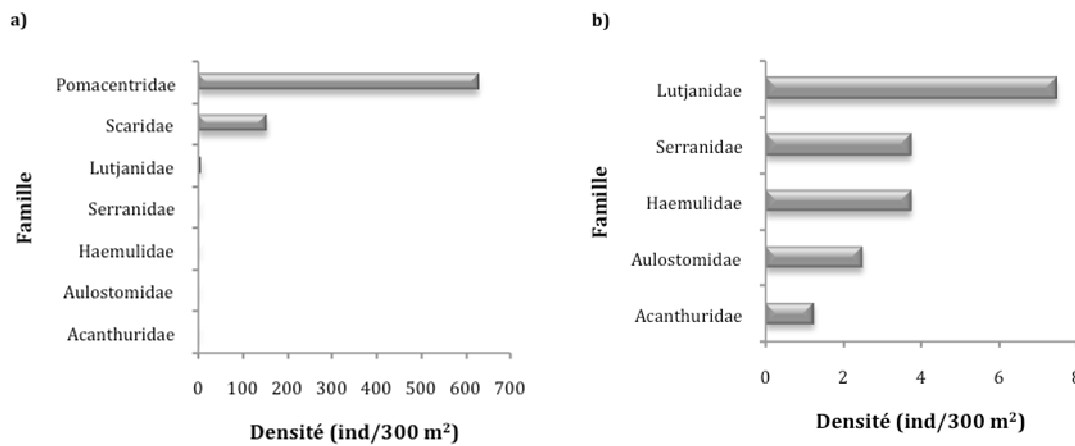 a)
Famille
Pomacentridae
Scaridae
Lutjanidae
Serranidae
Haemulidae
Aulostomidae
Acanthuridae
0 100 200 300 400 500 600 700
Densité (ind/300 m²)
b)
Famille
Lutjanidae
Serranidae
Haemulidae
Aulostomidae
Acanthuridae
0 2 4 6 8
Densité (ind/300 m²)